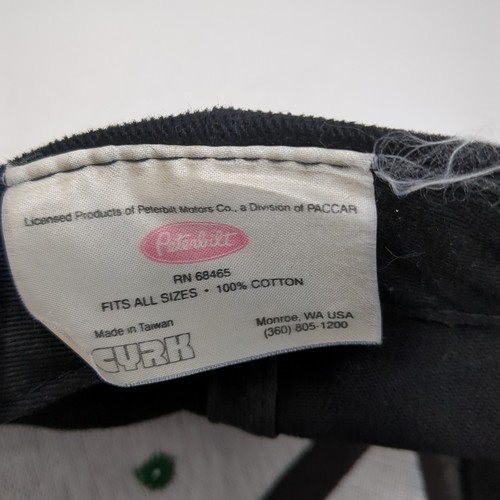 Licensed Products of Peterbilt Motors Co., a Division of PACCAR
Peterbilt
RN 68465
FITS ALL SIZES • 100% COTTON
Made in Taiwan
CYRK
Monroe, WA USA
(360) 805-1200